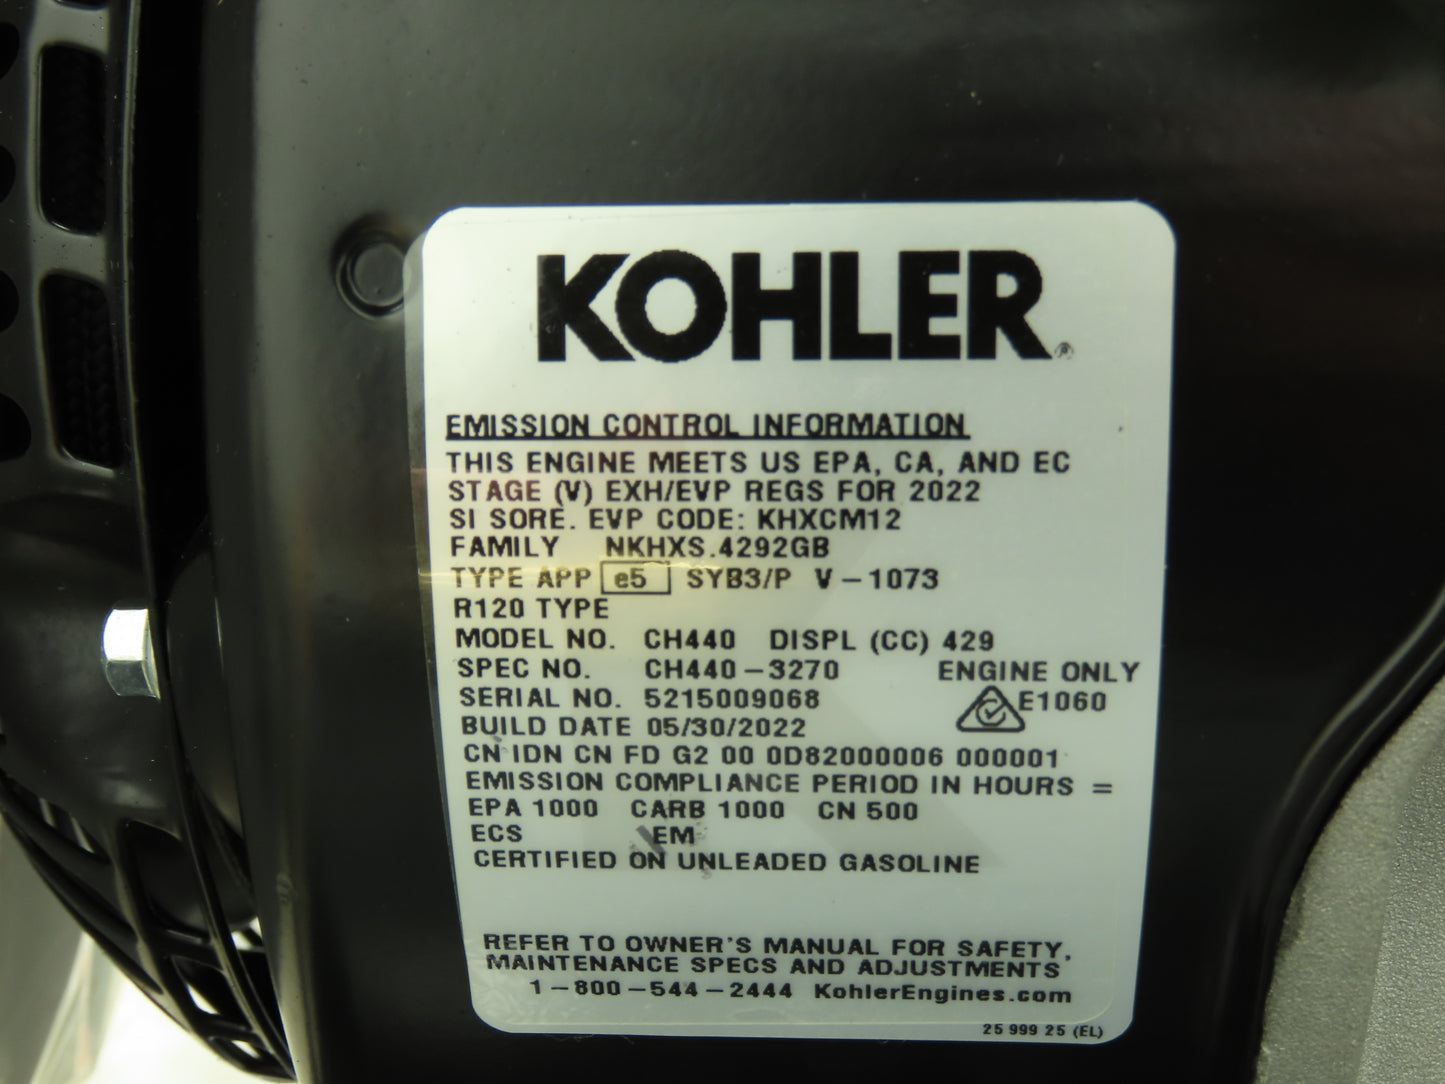 KOHLER®
EMISSION CONTROL INFORMATION
THIS ENGINE MEETS US EPA, CA, AND EC
STAGE (V) EXH/EVP REGS FOR 2022
SI SORE. EVP CODE: KHXCM12
FAMILY NKHXS.4292GB
TYPE APP e5 SYB3/P V-1073
R120 TYPE
MODEL NO. CH440 DISPL (CC) 429
SPEC NO. CH440-3270 ENGINE ONLY
SERIAL NO. 5215009068 E1060
BUILD DATE 05/30/2022
CN IDN CN FD G2 00 0D82000006 000001
EMISSION COMPLIANCE PERIOD IN HOURS =
EPA 1000 CARB 1000 CN 500
ECS EM
CERTIFIED ON UNLEADED GASOLINE
REFER TO OWNER'S MANUAL FOR SAFETY,
MAINTENANCE SPECS AND ADJUSTMENTS
1-800-544-2444 KohlerEngines.com
25 999 25 (EL)